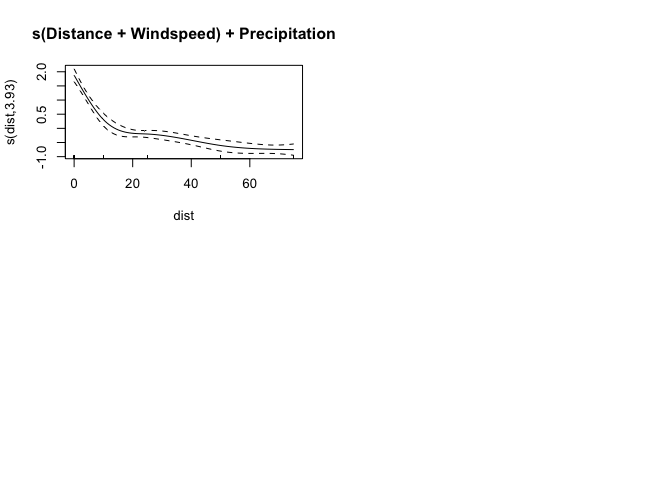 s(Distance + Windspeed) + Precipitation
s(dist,3.93)
2.0
0.5
-1.0
0 20 40 60
dist